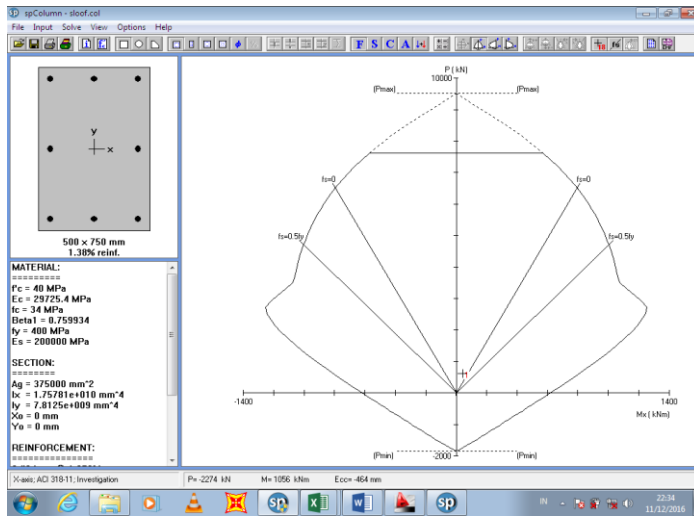 spColumn - sloof.col
File Input Solve View Options Help
F S C A
P ( kN)
10000
(Pmax) (Pmax)
fs=0 fs=0
fs=0.5fy fs=0.5fy
y
x
500 x 750 mm
1.38% reinf.
MATERIAL:
=========
f'c = 40 MPa
Ec = 29725.4 MPa
fc = 34 MPa
Beta1 = 0.759934
fy = 400 MPa
Es = 200000 MPa
SECTION:
========
Ag = 375000 mm^2
Ix = 1.75781e+010 mm^4
Iy = 7.8125e+009 mm^4
Xo = 0 mm
Yo = 0 mm
REINFORCEMENT:
==============
1
-1400 1400
Mx ( kNm)
(Pmin) -2000 (Pmin)
X-axis; ACI 318-11; Investigation P= -2274 kN M= 1056 kNm Ecc= -464 mm
IN 22:34
11/12/2016